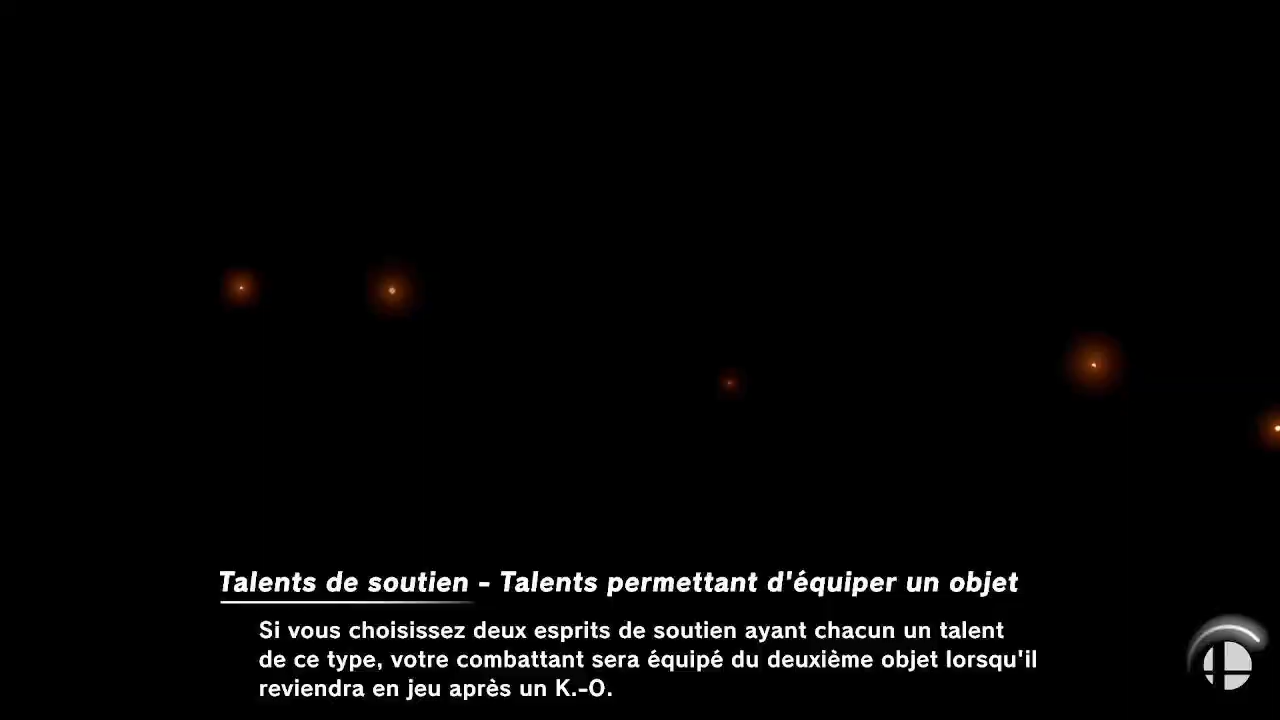 Talents de soutien - Talents permettant d'équiper un objet
Si vous choisissez deux esprits de soutien ayant chacun un talent
de ce type, votre combattant sera équipé du deuxième objet lorsqu'il
reviendra en jeu après un K.-O.